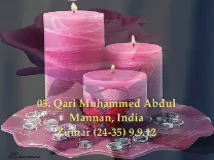 03. Qari Muhammed Abdul
Mannan, India
Zumar (24-35) 9.9.12